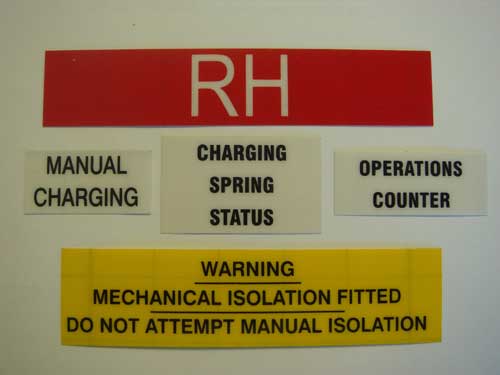 RH
MANUAL
CHARGING
CHARGING
SPRING
STATUS
OPERATIONS
COUNTER
WARNING
MECHANICAL ISOLATION FITTED
DO NOT ATTEMPT MANUAL ISOLATION